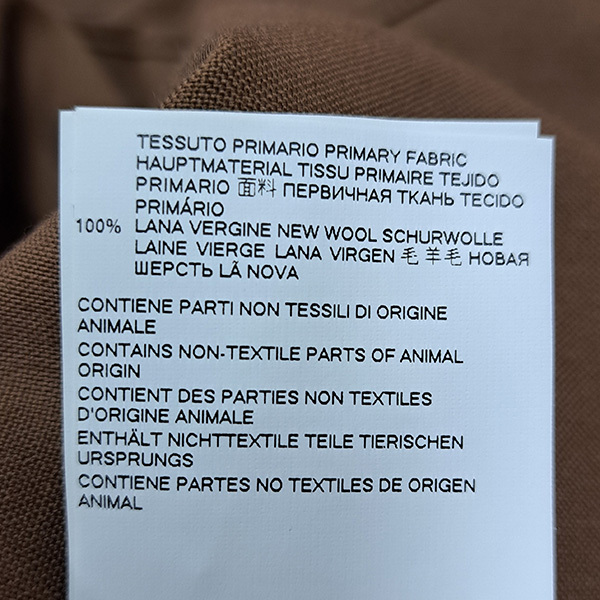 TESSUTO PRIMARIO PRIMARY FABRIC
HAUPTMATERIAL TISSU PRIMAIRE TEJIDO
PRIMARIO 面料 ПЕРВИЧНАЯ ТКАНЬ TECIDO
PRIMÁRIO
100% LANA VERGINE NEW WOOL SCHURWOLLE
LAINE VIERGE LANA VIRGEN 毛 羊毛 НОВАЯ
ШЕРСТЬ LÃ NOVA
CONTIENE PARTI NON TESSILI DI ORIGINE
ANIMALE
CONTAINS NON-TEXTILE PARTS OF ANIMAL
ORIGIN
CONTIENT DES PARTIES NON TEXTILES
D'ORIGINE ANIMALE
ENTHÄLT NICHTTEXTILE TEILE TIERISCHEN
URSPRUNGS
CONTIENE PARTES NO TEXTILES DE ORIGEN
ANIMAL